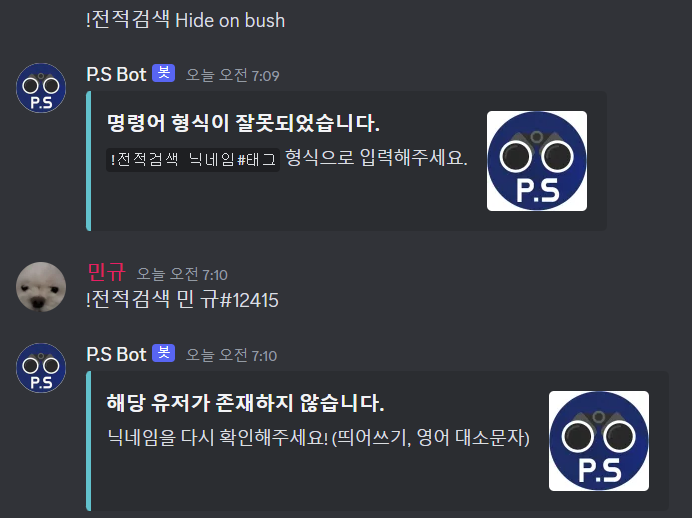 !전적검색 Hide on bush
P.S Bot 봇 오늘 오전 7:09
명령어 형식이 잘못되었습니다.
!전적검색 닉네임#태그 형식으로 입력해주세요.
P.S
P.S
민규 오늘 오전 7:10
!전적검색 민 규#12415
P.S Bot 봇 오늘 오전 7:10
해당 유저가 존재하지 않습니다.
닉네임을 다시 확인해주세요! (띄어쓰기, 영어 대소문자)
P.S
P.S